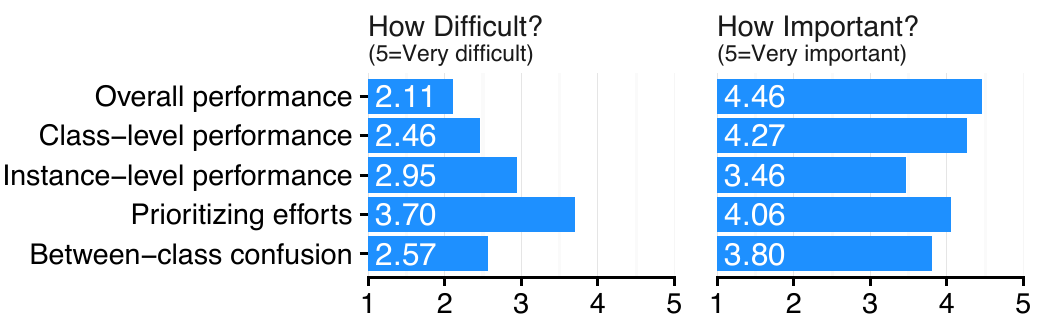 How Difficult?
(5=Very difficult)
How Important?
(5=Very important)
Overall performance 2.11 4.46
Class−level performance 2.46 4.27
Instance−level performance 2.95 3.46
Prioritizing efforts 3.70 4.06
Between−class confusion 2.57 3.80
1 2 3 4 5 1 2 3 4 5